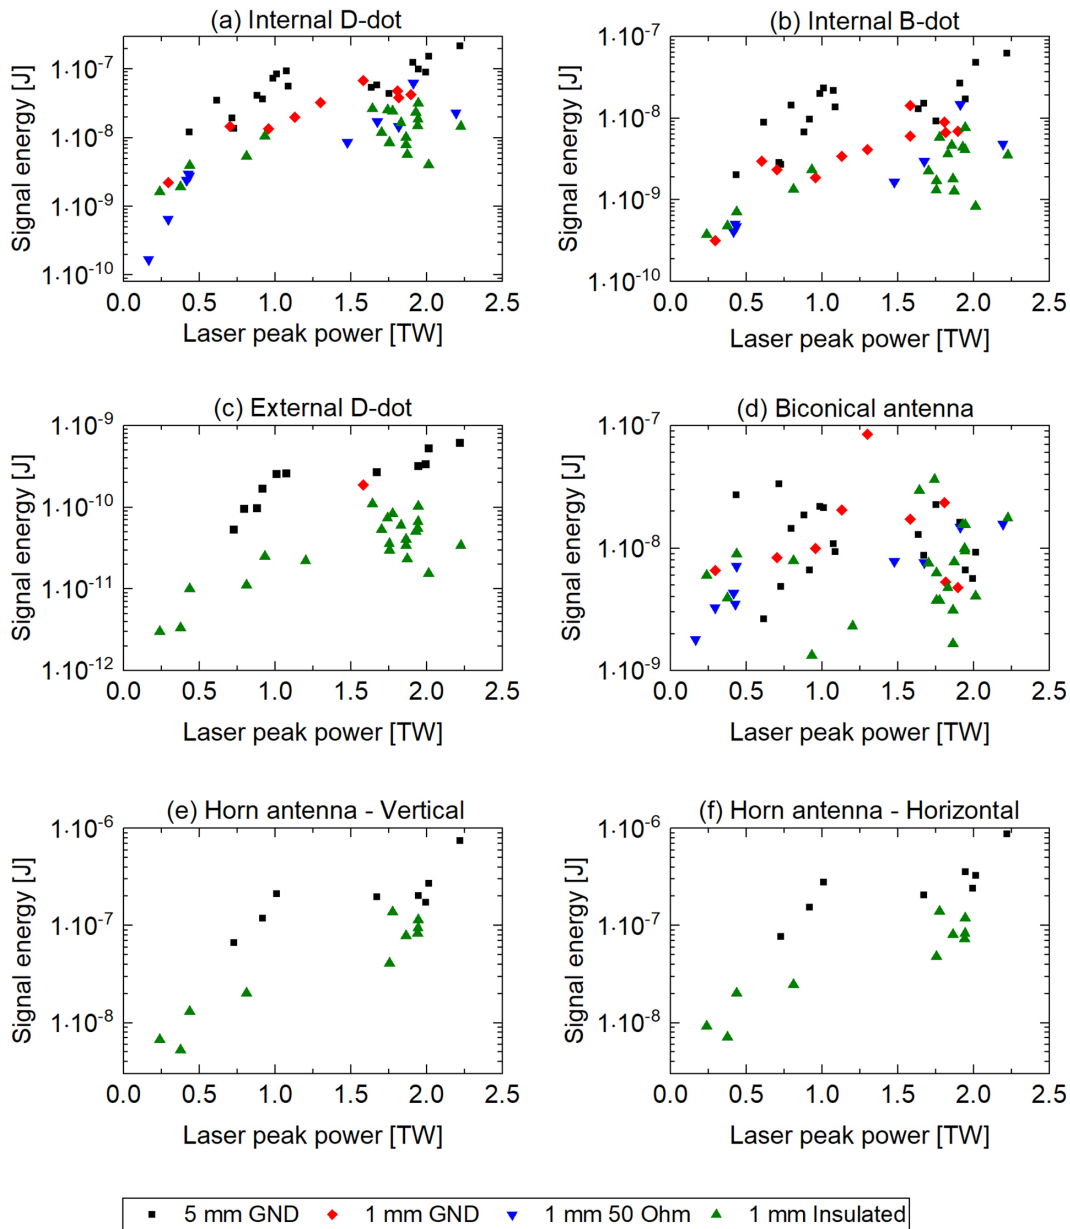 (a) Internal D-dot
Signal energy [J]
1·10⁻⁷
1·10⁻⁸
1·10⁻⁹
1·10⁻¹⁰
0.0 0.5 1.0 1.5 2.0 2.5
Laser peak power [TW]
(b) Internal B-dot
Signal energy [J]
1·10⁻⁷
1·10⁻⁸
1·10⁻⁹
1·10⁻¹⁰
0.0 0.5 1.0 1.5 2.0 2.5
Laser peak power [TW]
(c) External D-dot
Signal energy [J]
1·10⁻⁹
1·10⁻¹⁰
1·10⁻¹¹
1·10⁻¹²
0.0 0.5 1.0 1.5 2.0 2.5
Laser peak power [TW]
(d) Biconical antenna
Signal energy [J]
1·10⁻⁷
1·10⁻⁸
1·10⁻⁹
0.0 0.5 1.0 1.5 2.0 2.5
Laser peak power [TW]
(e) Horn antenna - Vertical
Signal energy [J]
1·10⁻⁶
1·10⁻⁷
1·10⁻⁸
0.0 0.5 1.0 1.5 2.0 2.5
Laser peak power [TW]
(f) Horn antenna - Horizontal
Signal energy [J]
1·10⁻⁶
1·10⁻⁷
1·10⁻⁸
0.0 0.5 1.0 1.5 2.0 2.5
Laser peak power [TW]
5 mm GND 1 mm GND 1 mm 50 Ohm 1 mm Insulated